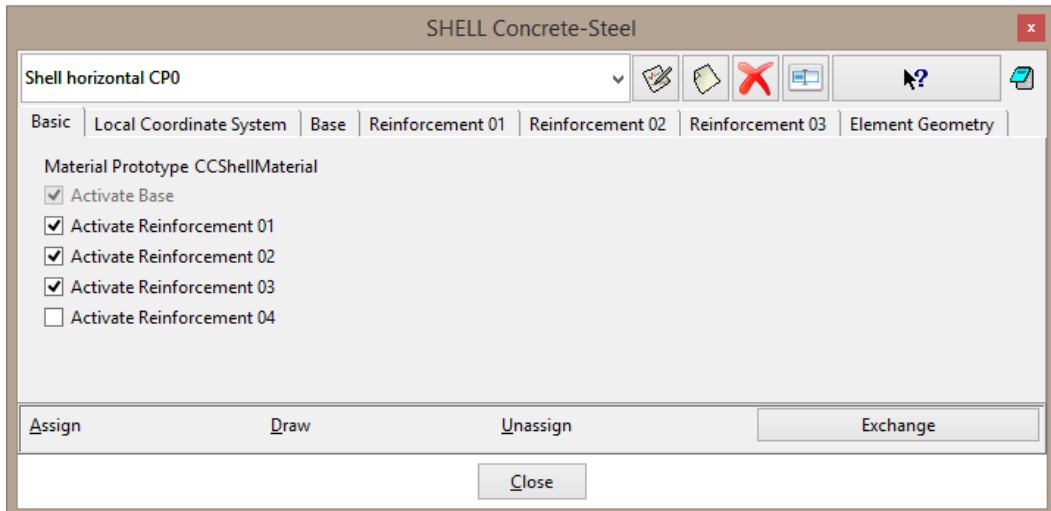 SHELL Concrete-Steel
x
Shell horizontal CP0
?
Basic Local Coordinate System Base Reinforcement 01 Reinforcement 02 Reinforcement 03 Element Geometry
Material Prototype CCShellMaterial
Activate Base
Activate Reinforcement 01
Activate Reinforcement 02
Activate Reinforcement 03
Activate Reinforcement 04
Assign Draw Unassign Exchange
Close